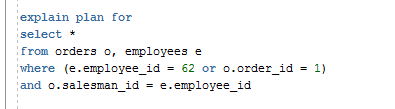 explain plan for
select *
from orders o, employees e
where (e.employee_id = 62 or o.order_id = 1)
and o.salesman_id = e.employee_id